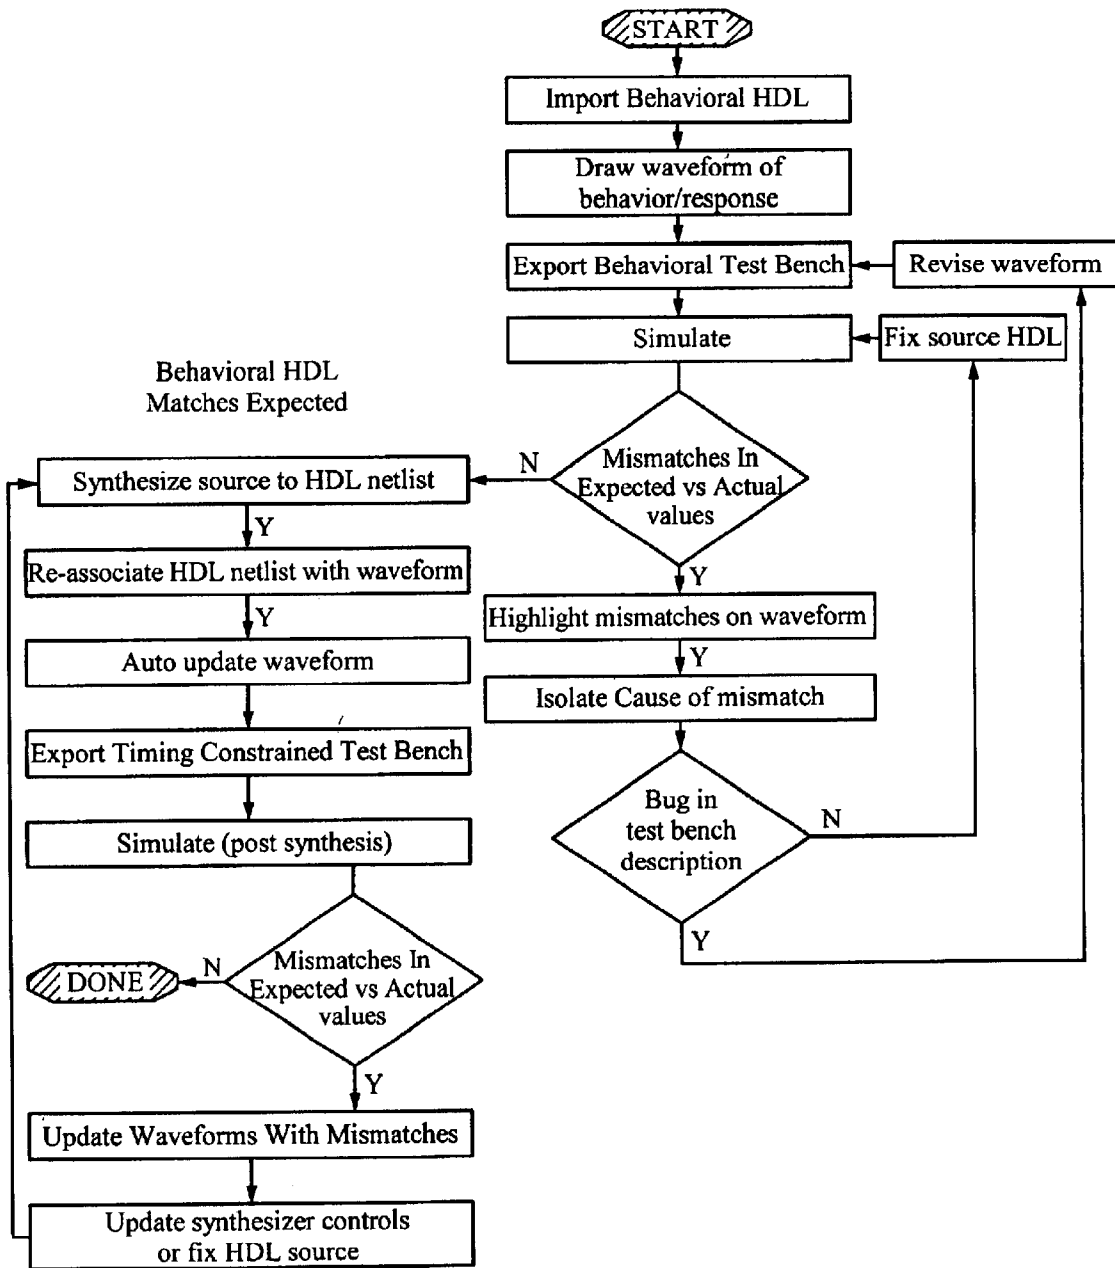 START
Import Behavioral HDL
Draw waveform of
behavior/response
Export Behavioral Test Bench
Revise waveform
Simulate
Fix source HDL
Behavioral HDL
Matches Expected
Mismatches In
Expected vs Actual
values
N
Y
Synthesize source to HDL netlist
Y
Re-associate HDL netlist with waveform
Y
Auto update waveform
Export Timing Constrained Test Bench
Simulate (post synthesis)
Highlight mismatches on waveform
Y
Isolate Cause of mismatch
Bug in
test bench
description
N
Y
Mismatches In
Expected vs Actual
values
N
DONE
Y
Update Waveforms With Mismatches
Update synthesizer controls
or fix HDL source